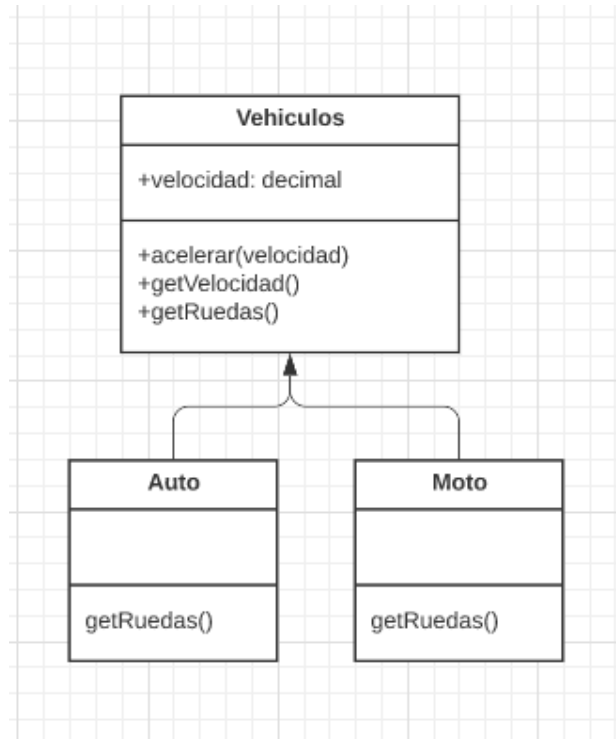 Vehiculos
+velocidad: decimal
+acelerar(velocidad)
+getVelocidad()
+getRuedas()
Auto
getRuedas()
Moto
getRuedas()